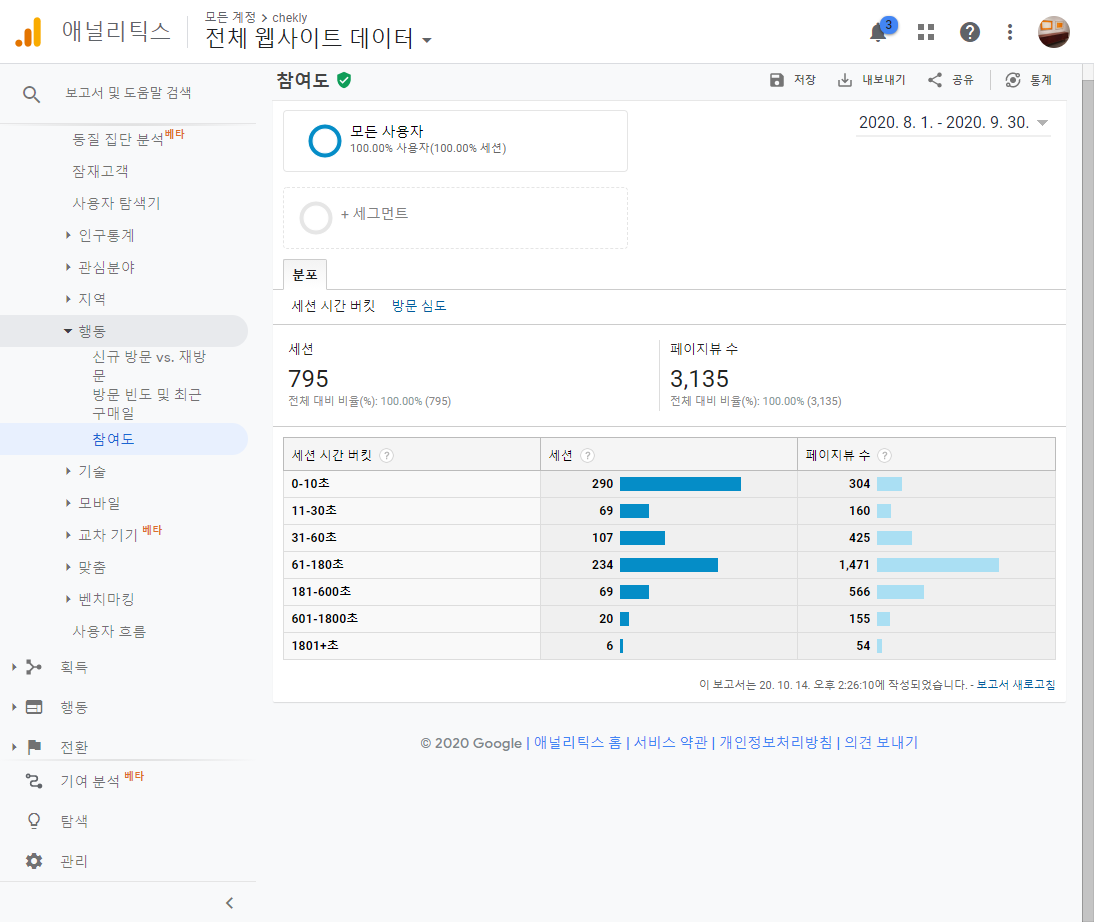 애널리틱스
모든 계정 > chekly
전체 웹사이트 데이터
3
보고서 및 도움말 검색
동질 집단 분석 베타
잠재고객
사용자 탐색기
인구통계
관심분야
지역
행동
신규 방문 vs. 재방
문
방문 빈도 및 최근
구매일
참여도
기술
모바일
교차 기기 베타
맞춤
벤치마킹
사용자 흐름
획득
행동
전환
기여 분석 베타
탐색
관리
참여도
저장 내보내기 공유 통계
모든 사용자
100.00% 사용자(100.00% 세션)
2020. 8. 1. - 2020. 9. 30.
+ 세그먼트
분포
세션 시간 버킷 방문 심도
세션
795
전체 대비 비율(%): 100.00% (795)
페이지뷰 수
3,135
전체 대비 비율(%): 100.00% (3,135)
세션 시간 버킷 ? 세션 ? 페이지뷰 수 ?
0-10초 290 304
11-30초 69 160
31-60초 107 425
61-180초 234 1,471
181-600초 69 566
601-1800초 20 155
1801+초 6 54
이 보고서는 20. 10. 14. 오후 2:26:10에 작성되었습니다. - 보고서 새로고침
© 2020 Google | 애널리틱스 홈 | 서비스 약관 | 개인정보처리방침 | 의견 보내기